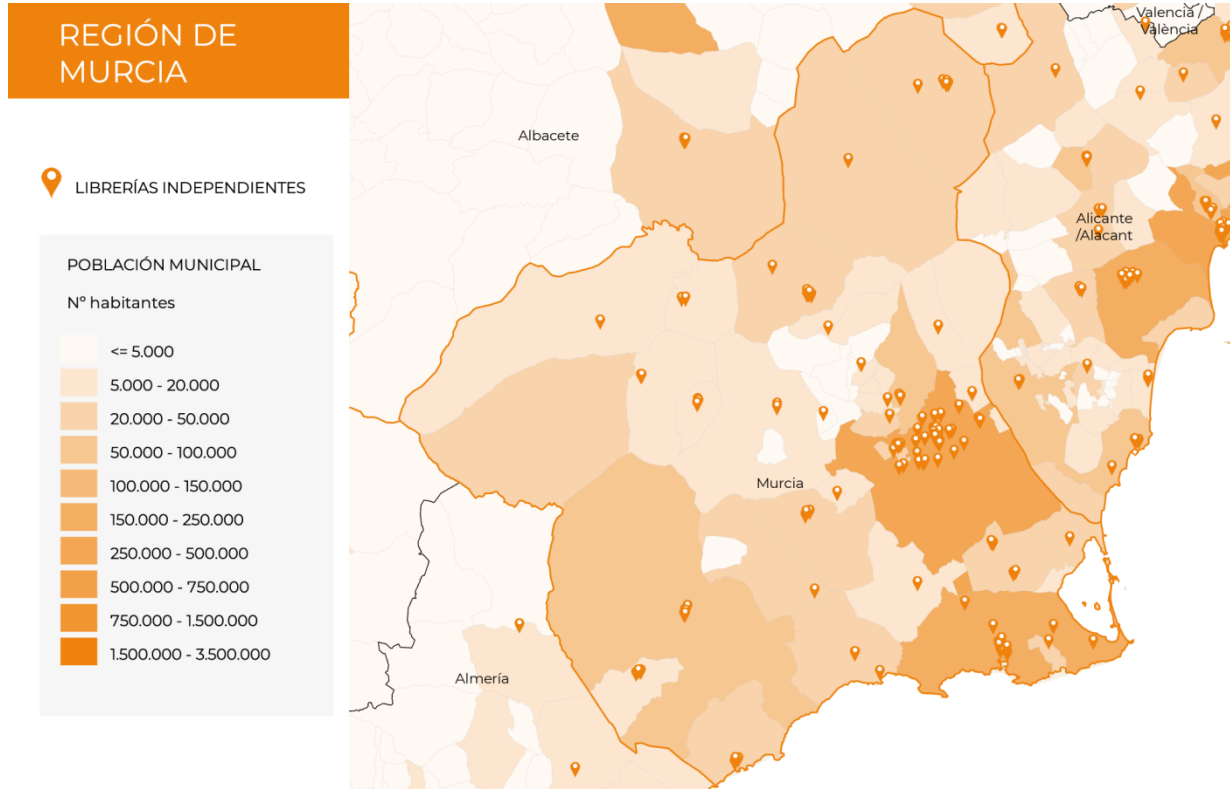 REGIÓN DE
MURCIA
LIBRERÍAS INDEPENDIENTES
POBLACIÓN MUNICIPAL
Nº habitantes
<= 5.000
5.000 - 20.000
20.000 - 50.000
50.000 - 100.000
100.000 - 150.000
150.000 - 250.000
250.000 - 500.000
500.000 - 750.000
750.000 - 1.500.000
1.500.000 - 3.500.000
Valencia /
València
Albacete
Alicante
/Alacant
Murcia
Almería